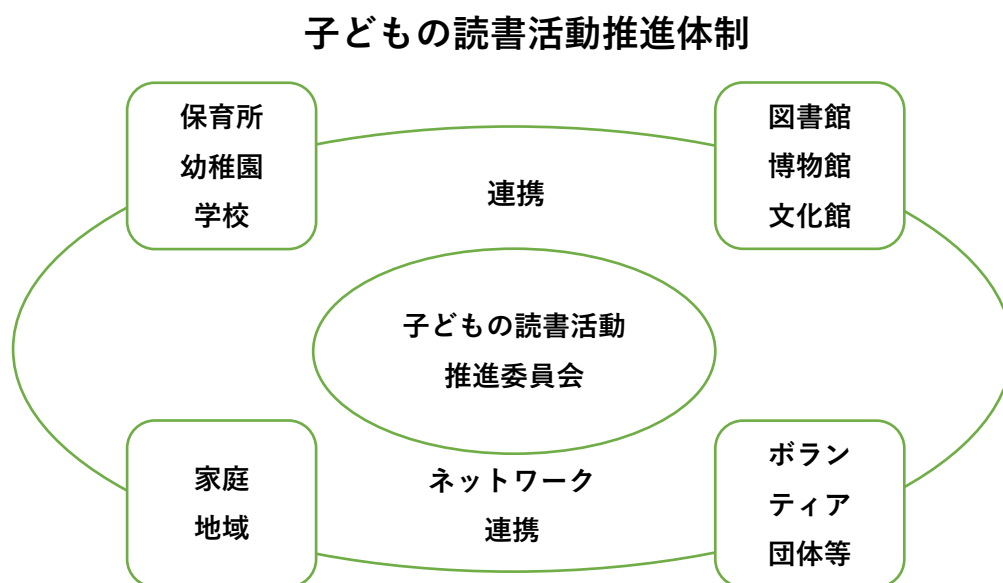 子どもの読書活動推進体制
保育所
幼稚園
学校
図書館
博物館
文化館
連携
子どもの読書活動
推進委員会
家庭
地域
ネットワーク
連携
ボラン
ティア
団体等